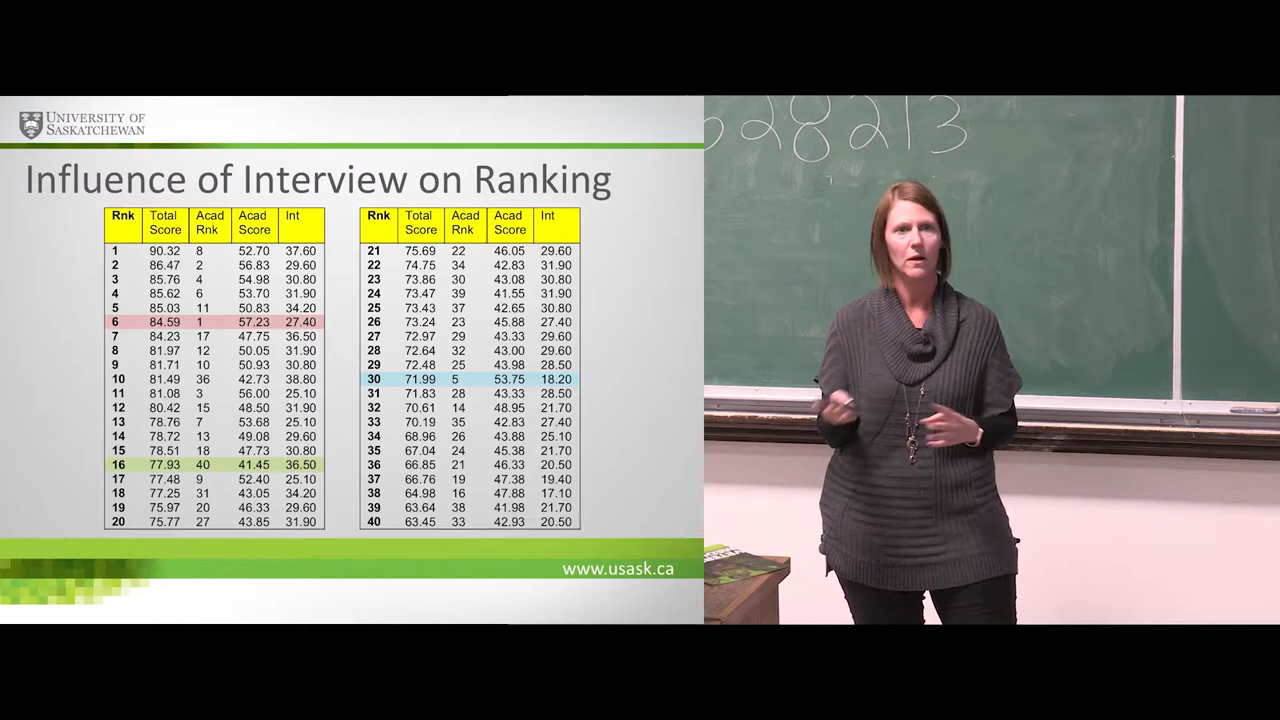 UNIVERSITY OF
SASKATCHEWAN
Influence of Interview on Ranking
Rnk Total Score Acad Rnk Acad Score Int
1 90.32 8 52.70 37.60
2 86.47 2 56.83 29.60
3 85.76 4 54.98 30.80
4 85.62 6 53.70 31.90
5 85.03 11 50.83 34.20
6 84.59 1 57.23 27.40
7 84.23 17 47.75 36.50
8 81.97 12 50.05 31.90
9 81.71 10 50.93 30.80
10 81.49 36 42.73 38.80
11 81.08 3 56.00 25.10
12 80.42 15 48.50 31.90
13 78.76 7 53.68 25.10
14 78.72 13 49.08 29.60
15 78.51 18 47.73 30.80
16 77.93 40 41.45 36.50
17 77.48 9 52.40 25.10
18 77.25 31 43.05 34.20
19 75.97 20 46.33 29.60
20 75.77 27 43.85 31.90
Rnk Total Score Acad Rnk Acad Score Int
21 75.69 22 46.05 29.60
22 74.75 34 42.83 31.90
23 73.86 30 43.08 30.80
24 73.47 39 41.55 31.90
25 73.43 37 42.65 30.80
26 73.24 23 45.88 27.40
27 72.97 29 43.33 29.60
28 72.64 32 43.00 29.60
29 72.48 25 43.98 28.50
30 71.99 5 53.75 18.20
31 71.83 28 43.33 28.50
32 70.61 14 48.95 21.70
33 70.19 35 42.83 27.40
34 68.96 26 43.88 25.10
35 67.04 24 45.38 21.70
36 66.85 21 46.33 20.50
37 66.76 19 47.38 19.40
38 64.98 16 47.88 17.10
39 63.64 38 41.98 21.70
40 63.45 33 42.93 20.50
www.usask.ca
28213